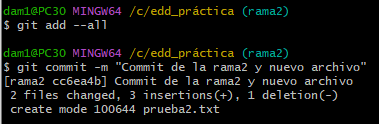 dam1@PC30 MINGW64 /c/edd_práctica (rama2)
$ git add --all
dam1@PC30 MINGW64 /c/edd_práctica (rama2)
$ git commit -m "Commit de la rama2 y nuevo archivo"
[rama2 cc6ea4b] Commit de la rama2 y nuevo archivo
2 files changed, 3 insertions(+), 1 deletion(-)
create mode 100644 prueba2.txt